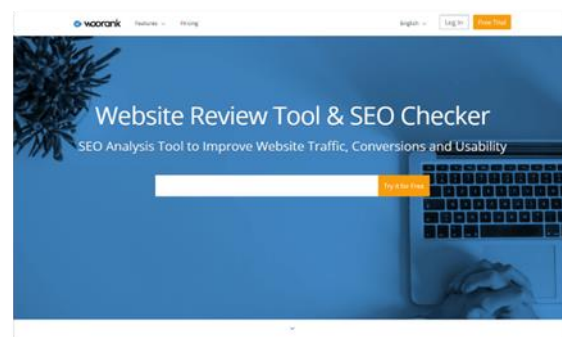 woorank Features Pricing English Log In Free Trial
Website Review Tool & SEO Checker
SEO Analysis Tool to Improve Website Traffic, Conversions and Usability
Try it for Free